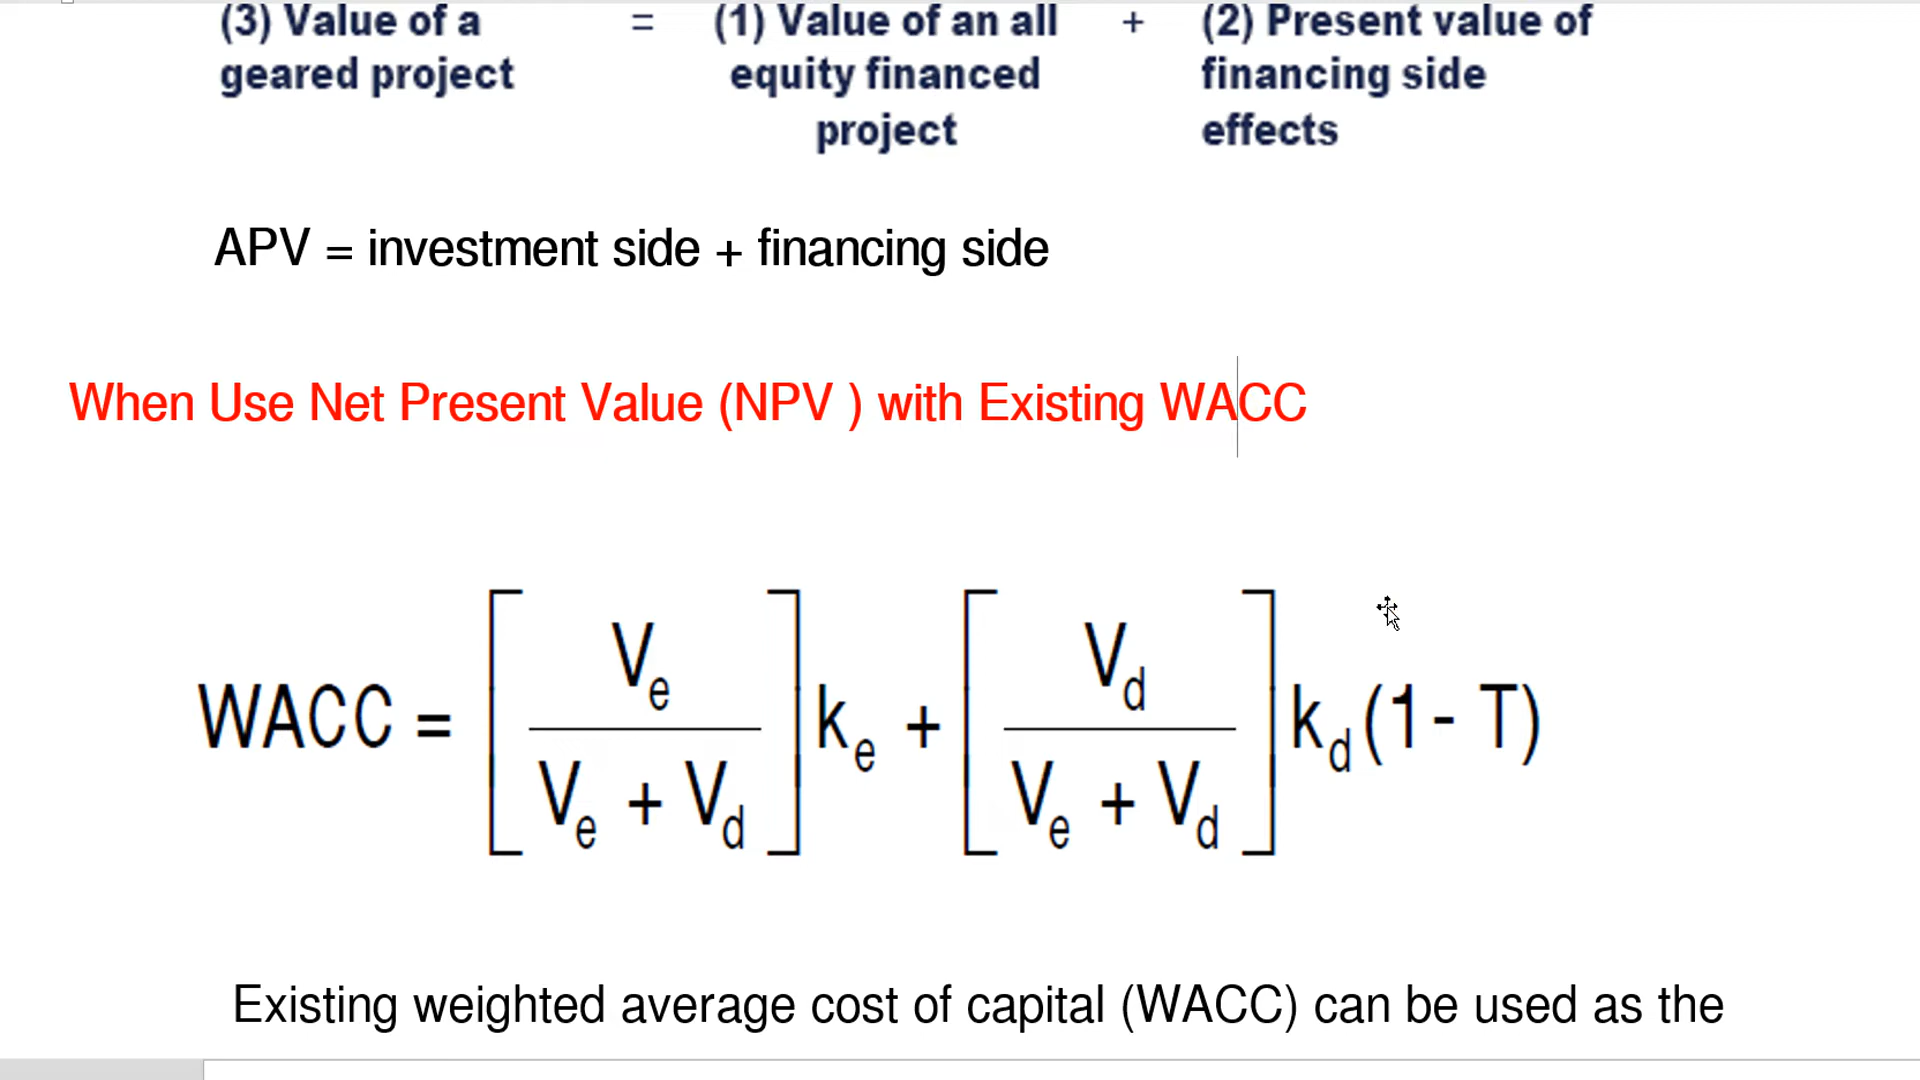 (3) Value of a = (1) Value of an all + (2) Present value of
geared project equity financed financing side
project effects
APV = investment side + financing side
When Use Net Present Value (NPV ) with Existing WACC
WACC = [ Ve / Ve + Vd ] ke + [ Vd / Ve + Vd ] kd (1- T)
Existing weighted average cost of capital (WACC) can be used as the